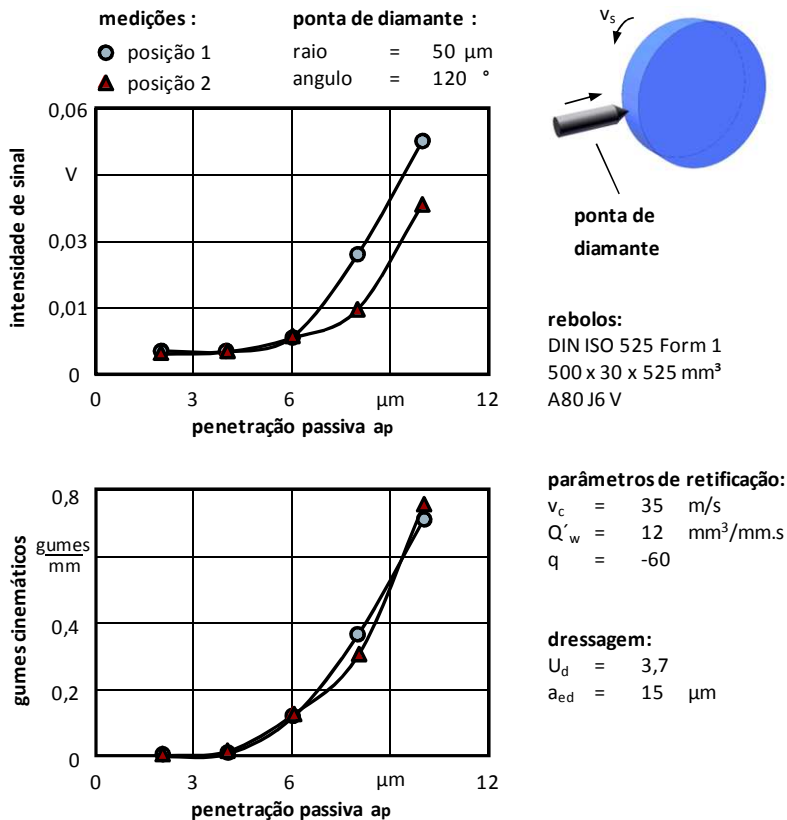 medições :
posição 1
posição 2
ponta de diamante :
raio = 50 µm
angulo = 120 °
0,06
V
0,03
0,01
0
0 3 6 µm 12
intensidade de sinal
penetração passiva ap
v_s
ponta de
diamante
rebolos:
DIN ISO 525 Form 1
500 x 30 x 525 mm³
A80 J6 V
0,8
gumes
mm
0,4
0,2
0
0 3 6 µm 12
gumes cinemáticos
penetração passiva ap
parâmetros de retificação:
v_c = 35 m/s
Q´_w = 12 mm³/mm.s
q = -60
dressagem:
U_d = 3,7
a_ed = 15 µm